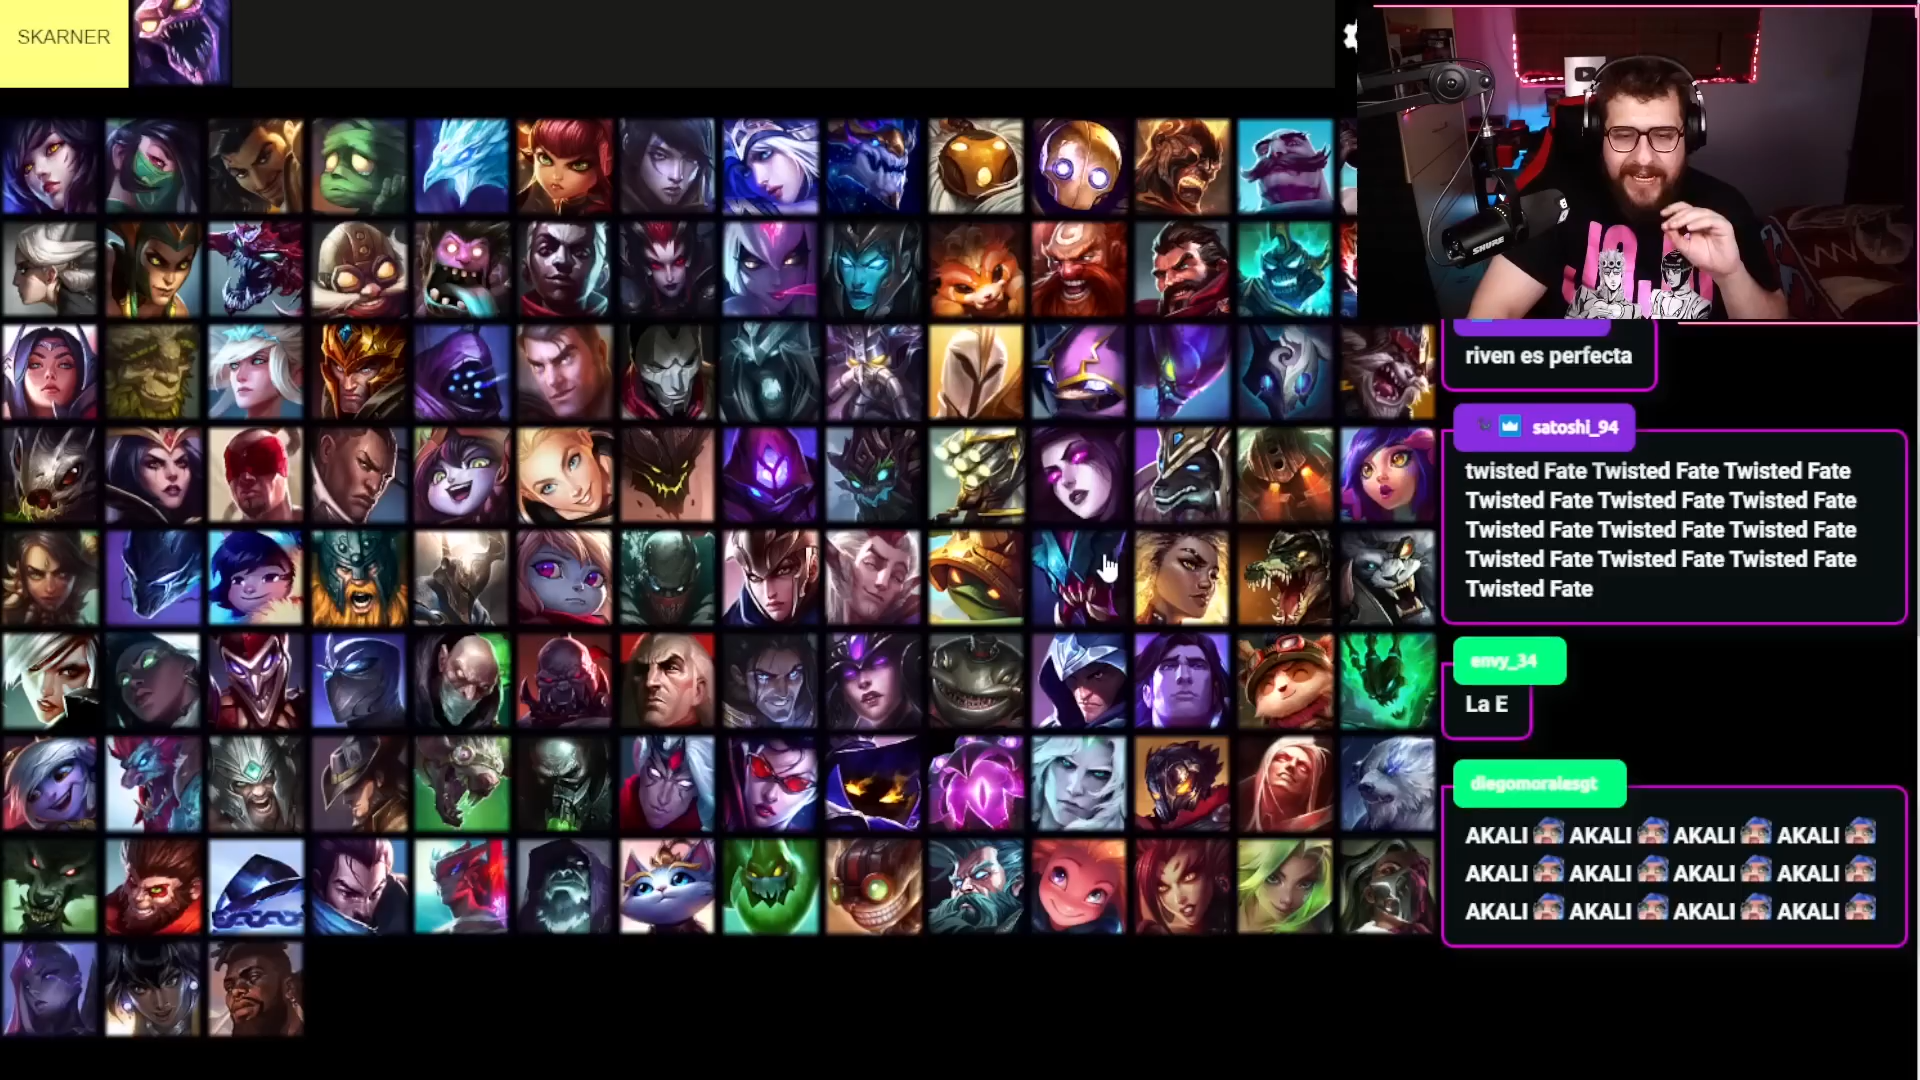 SKARNER
SHURE
riven es perfecta
satoshi_94
twisted Fate Twisted Fate Twisted Fate
Twisted Fate Twisted Fate Twisted Fate
Twisted Fate Twisted Fate Twisted Fate
Twisted Fate Twisted Fate Twisted Fate
Twisted Fate
envy_34
La E
diegomoralesgt
AKALI AKALI AKALI AKALI
AKALI AKALI AKALI AKALI
AKALI AKALI AKALI AKALI